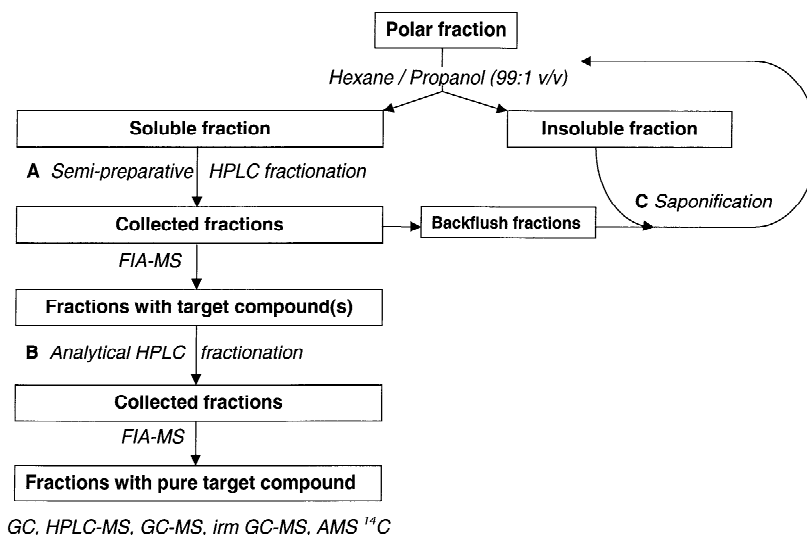 Polar fraction
Hexane / Propanol (99:1 v/v)
Soluble fraction
Insoluble fraction
A Semi-preparative HPLC fractionation
C Saponification
Collected fractions
Backflush fractions
FIA-MS
Fractions with target compound(s)
B Analytical HPLC fractionation
Collected fractions
FIA-MS
Fractions with pure target compound
GC, HPLC-MS, GC-MS, irm GC-MS, AMS ¹⁴C